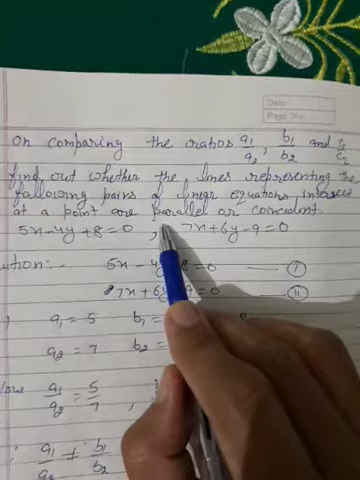 Date
Page No.
On comparing the ratios a1/a2, b1/b2 and c1/c2
find out whether the lines representing the
following pairs of linear equations, intersect
at a point are parallel or coincident.
5x-4y+8=0, 7x+6y-9=0
ution:- 5x-4y 8=0 — (i)
7x+6y 9=0 — (ii)
a1=5 b1=
a2=7 b2=
a1/a2 = 5/7 ,
a1/a2 ≠ b1/b2